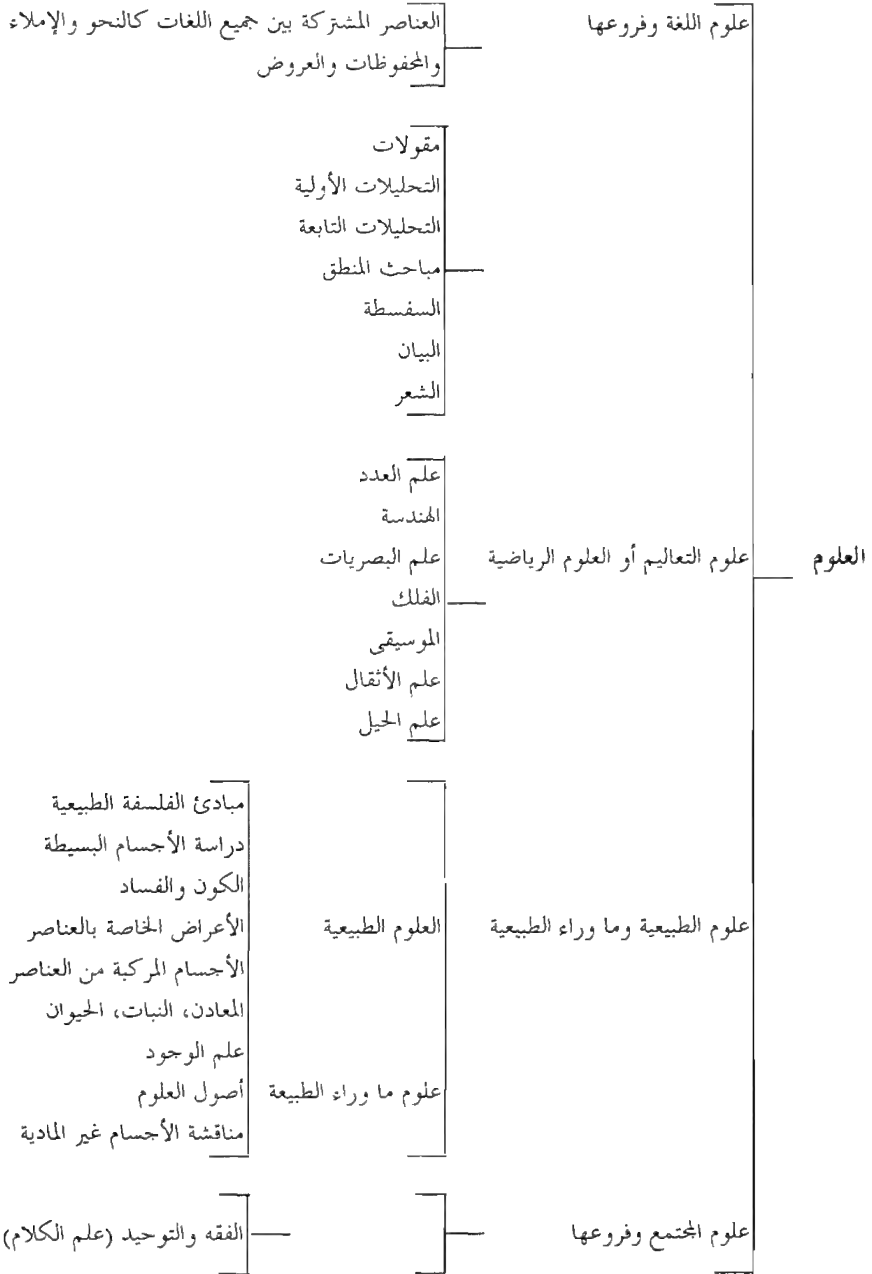 علوم اللغة وفروعها
العناصر المشتركة بين جميع اللغات كالنحو والإملاء
والمحفوظات والعروض
مقولات
التحليلات الأولية
التحليلات التابعة
مباحث المنطق
السفسطة
البيان
الشعر
العلوم
علوم التعاليم أو العلوم الرياضية
علم العدد
الهندسة
علم البصريات
الفلك
الموسيقى
علم الأثقال
علم الحيل
علوم الطبيعية وما وراء الطبيعية
العلوم الطبيعية
مبادئ الفلسفة الطبيعية
دراسة الأجسام البسيطة
الكون والفساد
الأعراض الخاصة بالعناصر
الأجسام المركبة من العناصر
المعادن، النبات، الحيوان
علوم ما وراء الطبيعة
علم الوجود
أصول العلوم
مناقشة الأجسام غير المادية
علوم المجتمع وفروعها
الفقه والتوحيد (علم الكلام)